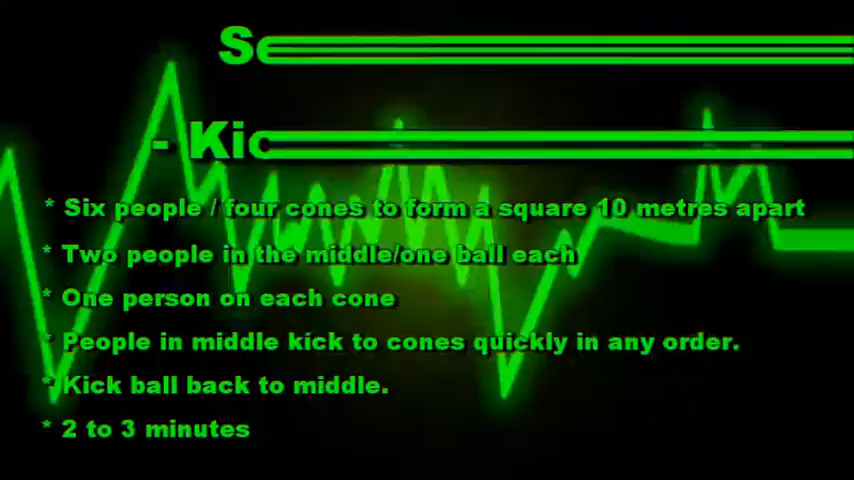 * Six people / four cones to form a square 10 metres apart
* Two people in the middle/one ball each
* One person on each cone
* People in middle kick to cones quickly in any order.
* Kick ball back to middle.
* 2 to 3 minutes